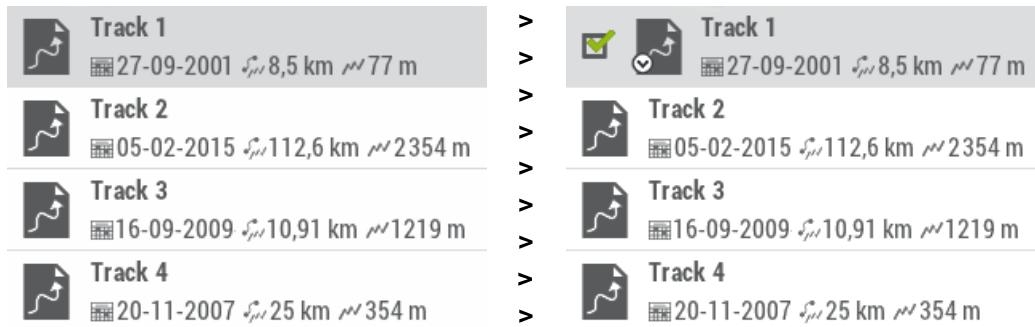 Track 1
27-09-2001 8,5 km 77 m
Track 2
05-02-2015 112,6 km 2354 m
Track 3
16-09-2009 10,91 km 1219 m
Track 4
20-11-2007 25 km 354 m
>
>
>
>
>
>
>
>
>
Track 1
27-09-2001 8,5 km 77 m
Track 2
05-02-2015 112,6 km 2354 m
Track 3
16-09-2009 10,91 km 1219 m
Track 4
20-11-2007 25 km 354 m